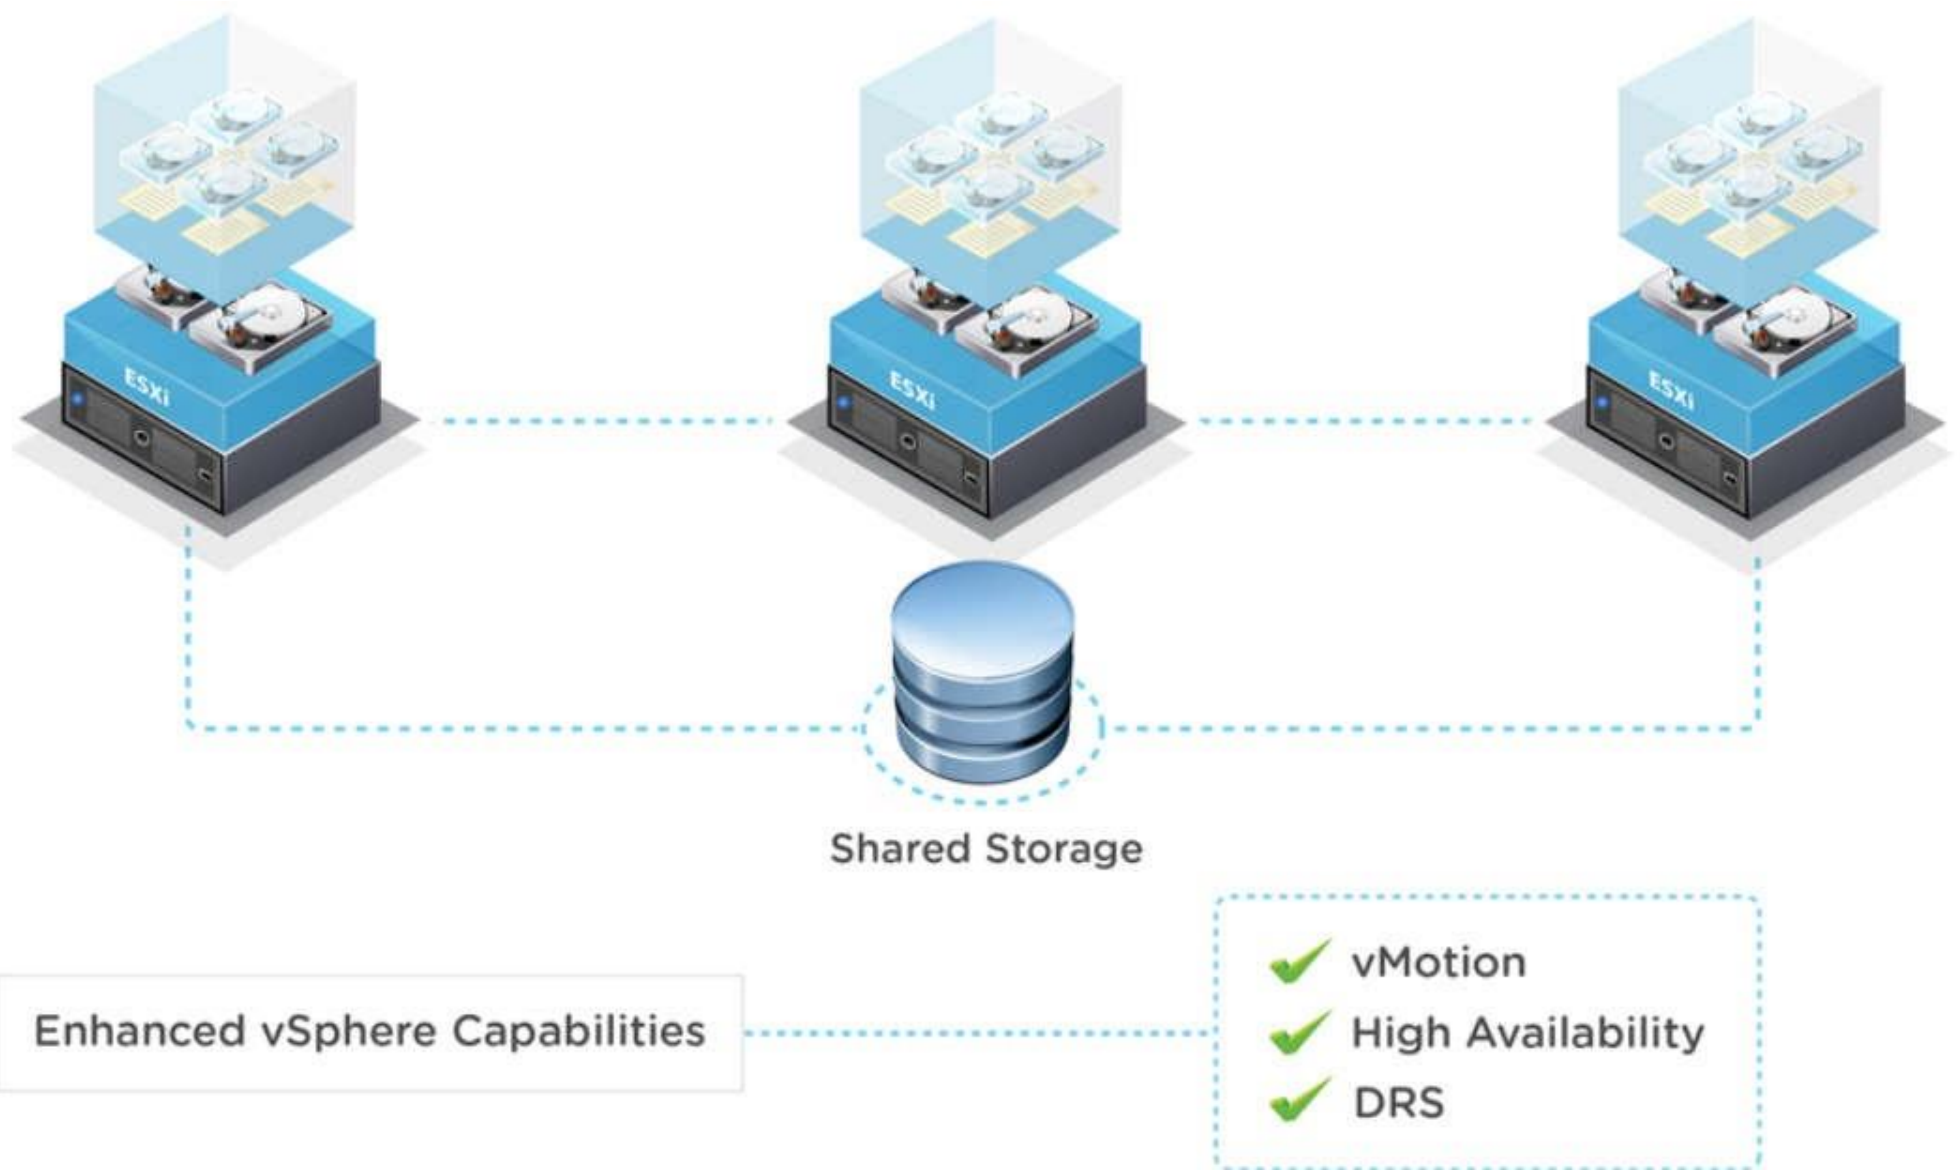 ESXi
ESXi
ESXi
Shared Storage
Enhanced vSphere Capabilities
vMotion
High Availability
DRS